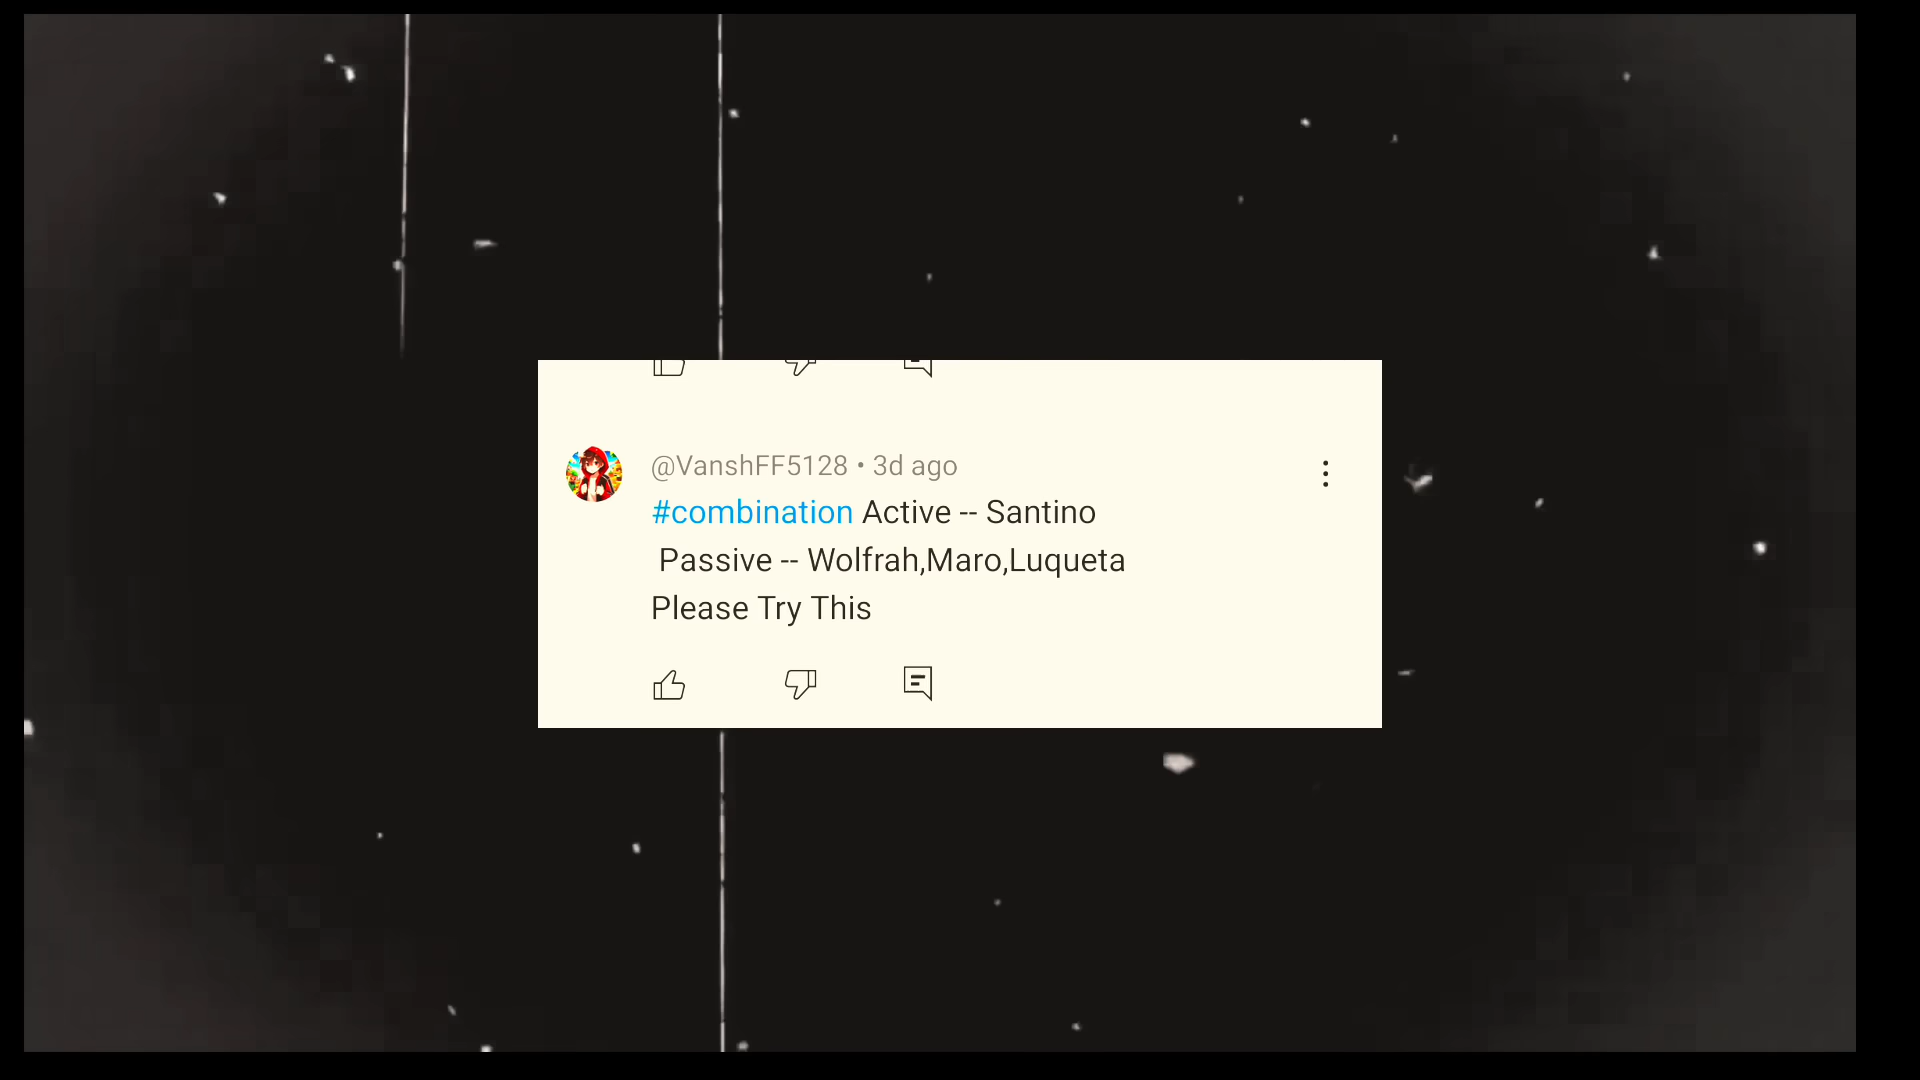 @VanshFF5128 • 3d ago
#combination Active -- Santino
Passive -- Wolfrah,Maro,Luqueta
Please Try This